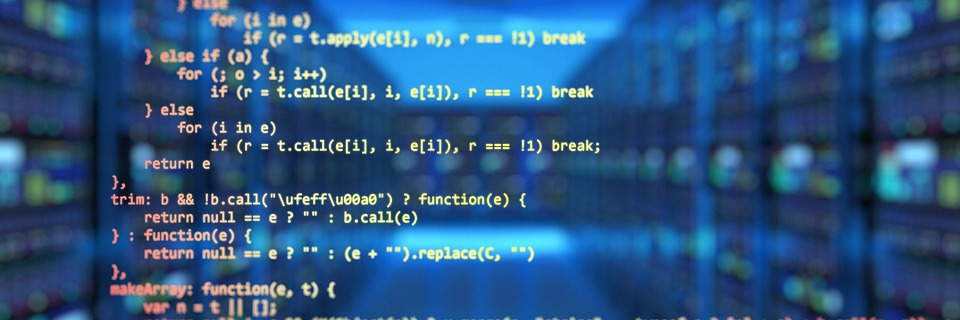 } else
for (i in e)
if (r = t.apply(e[i], n), r === !1) break
} else if (a) {
for (; o > i; i++)
if (r = t.call(e[i], i, e[i]), r === !1) break
} else
for (i in e)
if (r = t.call(e[i], i, e[i]), r === !1) break;
return e
},
trim: b && !b.call("\ufeff\u00a0") ? function(e) {
return null == e ? "" : b.call(e)
} : function(e) {
return null == e ? "" : (e + "").replace(C, "")
},
makeArray: function(e, t) {
var n = t || [];